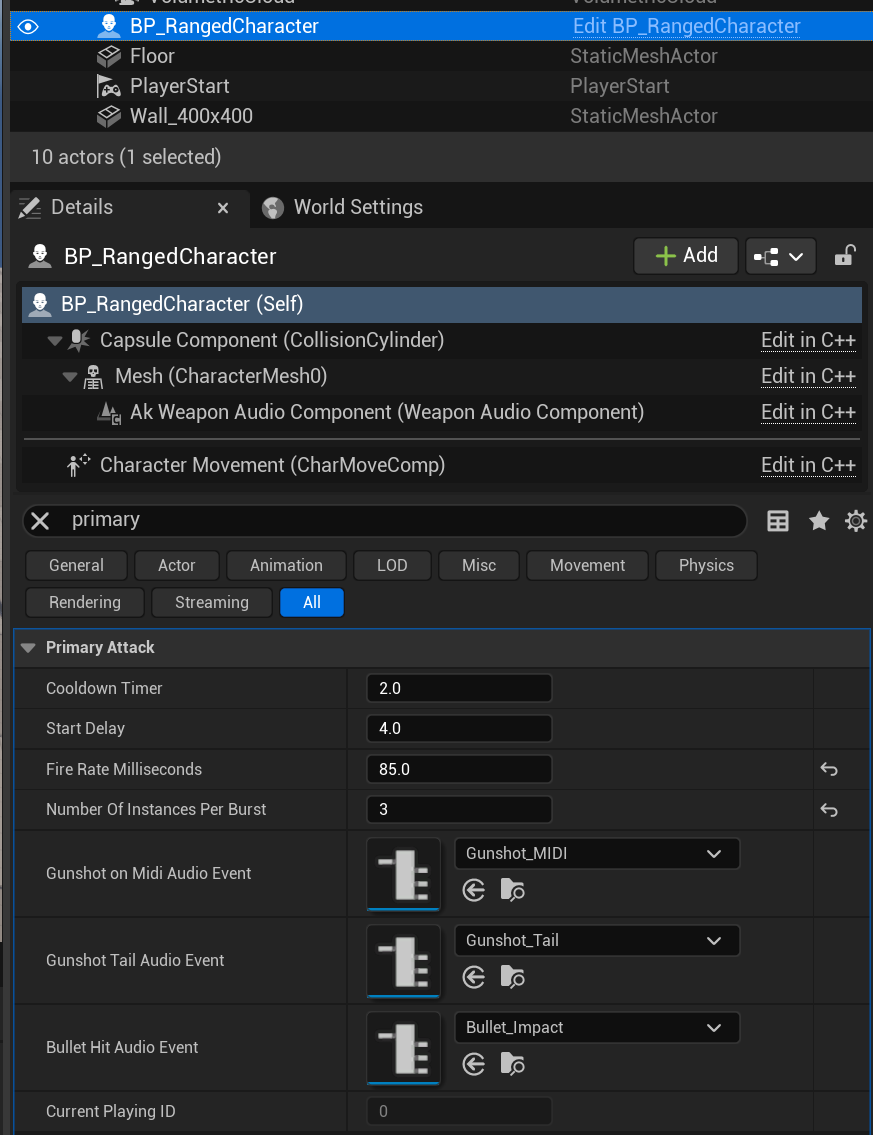 VolumetricCloud
BP_RangedCharacter Edit BP_RangedCharacter
Floor StaticMeshActor
PlayerStart PlayerStart
Wall_400x400 StaticMeshActor
10 actors (1 selected)
Details World Settings
BP_RangedCharacter Add
BP_RangedCharacter (Self)
Capsule Component (CollisionCylinder) Edit in C++
Mesh (CharacterMesh0) Edit in C++
Ak Weapon Audio Component (Weapon Audio Component) Edit in C++
Character Movement (CharMoveComp) Edit in C++
primary
General Actor Animation LOD Misc Movement Physics
Rendering Streaming All
Primary Attack
Cooldown Timer 2.0
Start Delay 4.0
Fire Rate Milliseconds 85.0
Number Of Instances Per Burst 3
Gunshot on Midi Audio Event Gunshot_MIDI
Gunshot Tail Audio Event Gunshot_Tail
Bullet Hit Audio Event Bullet_Impact
Current Playing ID 0